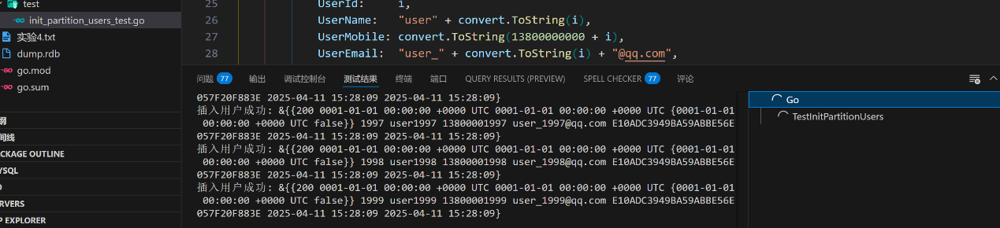 test
init_partition_users_test.go
实验4.txt
dump.rdb
go.mod
go.sum
间线
CKAGE OUTLINE
YSQL
RVERS
P EXPLORER
25 UserId: i,
26 UserName: "user" + convert.ToString(i),
27 UserMobile: convert.ToString(13800000000 + i),
28 UserEmail: "user_" + convert.ToString(i) + "@qq.com",
问题 77 输出 调试控制台 测试结果 终端 端口 QUERY RESULTS (PREVIEW) SPELL CHECKER 77 评论
057F20F883E 2025-04-11 15:28:09 2025-04-11 15:28:09}
插入用户成功: &{{200 0001-01-01 00:00:00 +0000 UTC 0001-01-01 00:00:00 +0000 UTC {0001-01-01
00:00:00 +0000 UTC false}} 1997 user1997 13800001997 user_1997@qq.com E10ADC3949BA59ABBE56E
057F20F883E 2025-04-11 15:28:09 2025-04-11 15:28:09}
插入用户成功: &{{200 0001-01-01 00:00:00 +0000 UTC 0001-01-01 00:00:00 +0000 UTC {0001-01-01
00:00:00 +0000 UTC false}} 1998 user1998 13800001998 user_1998@qq.com E10ADC3949BA59ABBE56E
057F20F883E 2025-04-11 15:28:09 2025-04-11 15:28:09}
插入用户成功: &{{200 0001-01-01 00:00:00 +0000 UTC 0001-01-01 00:00:00 +0000 UTC {0001-01-01
00:00:00 +0000 UTC false}} 1999 user1999 13800001999 user_1999@qq.com E10ADC3949BA59ABBE56E
057F20F883E 2025-04-11 15:28:09 2025-04-11 15:28:09}
Go
TestInitPartitionUsers